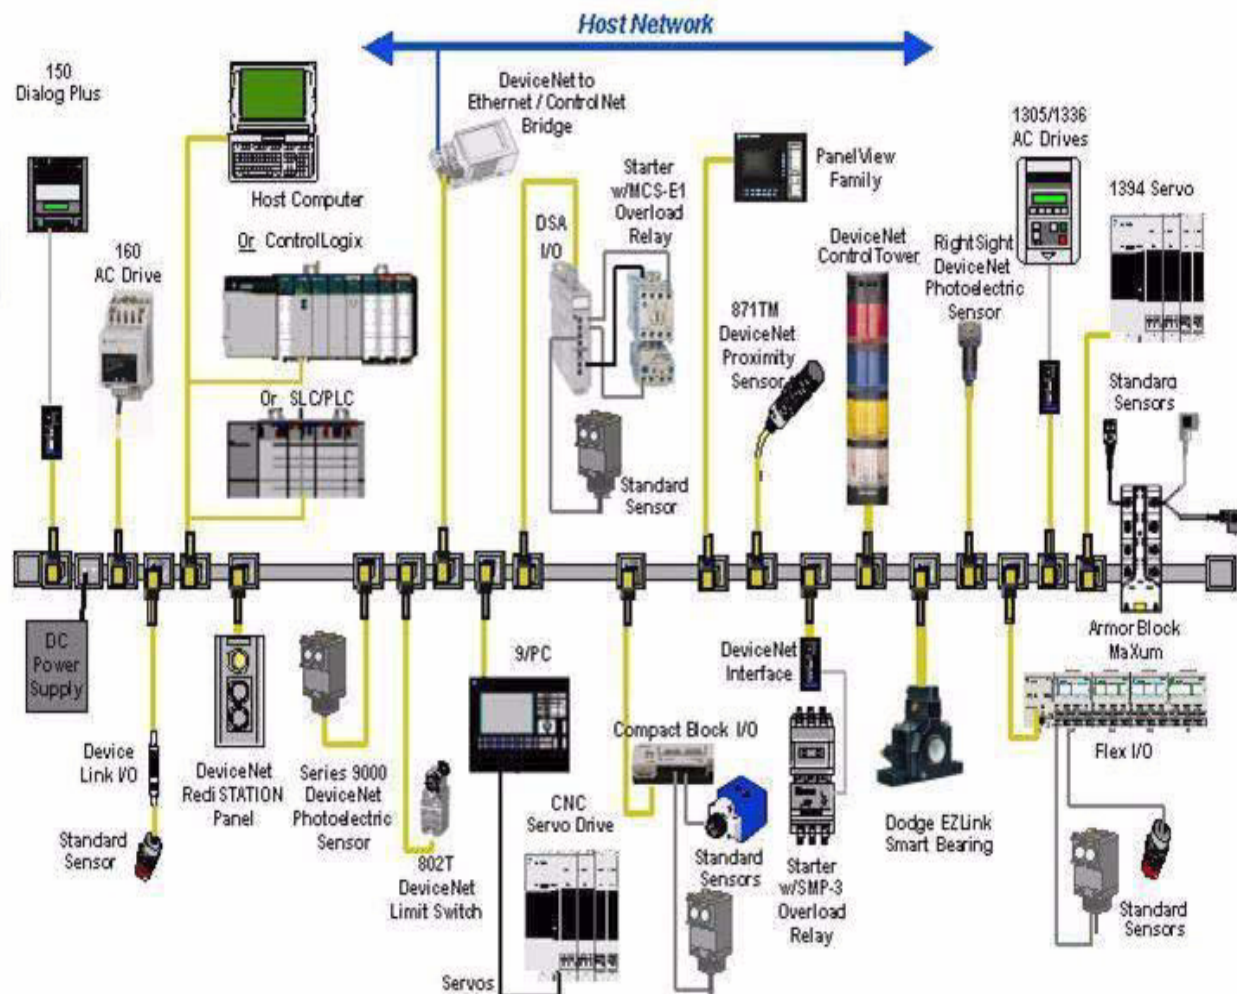 Host Network
150
Dialog Plus
DeviceNet to
Ethernet / ControlNet
Bridge
Host Computer
Or ControlLogix
Or SLC/PLC
160
AC Drive
DSA
I/O
Starter
w/MCS-E1
Overload
Relay
Standard
Sensor
PanelView
Family
871TM
DeviceNet
Proximity
Sensor
DeviceNet
Control Tower
RightSight
DeviceNet
Photoelectric
Sensor
1305/1336
AC Drives
1394 Servo
Standard
Sensors
DC
Power
Supply
Device
Link I/O
Standard
Sensor
DeviceNet
RediSTATION
Panel
Series 9000
DeviceNet
Photoelectric
Sensor
802T
DeviceNet
Limit Switch
9/PC
CNC
Servo Drive
Servos
Compact Block I/O
Standard
Sensors
DeviceNet
Interface
Starter
w/SMP-3
Overload
Relay
Dodge EZLink
Smart Bearing
ArmorBlock
MaXum
Flex I/O
Standard
Sensors